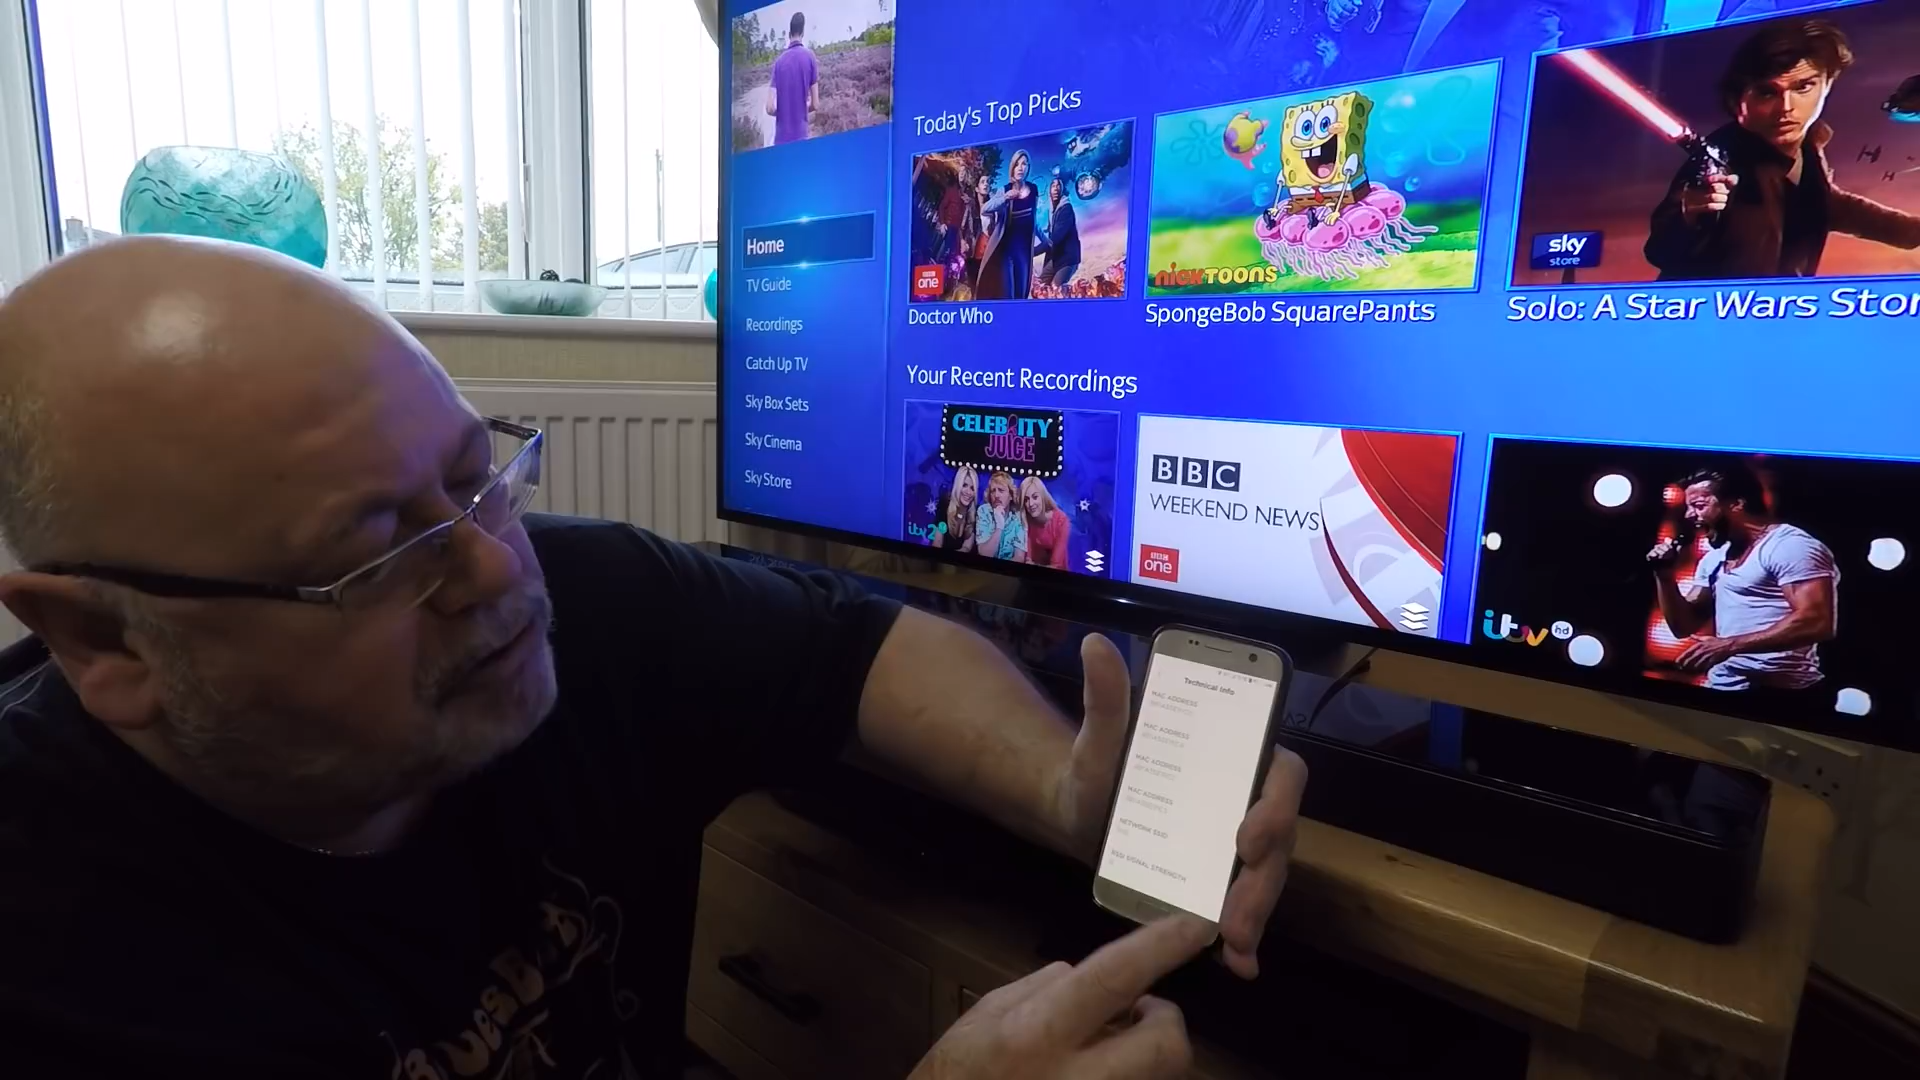 Home
TV Guide
Recordings
Catch Up TV
Sky Box Sets
Sky Cinema
Sky Store
Today's Top Picks
BBC one
Doctor Who
nickTOONS
SpongeBob SquarePants
sky
store
Solo: A Star Wars Stor
Your Recent Recordings
CELEBRITY
JUICE
itv2
BBC
WEEKEND NEWS
BBC one
itv hd
Technical Info
MAC ADDRESS
MAC ADDRESS
MAC ADDRESS
MAC ADDRESS
NETWORK SSID
RSSI SIGNAL STRENGTH